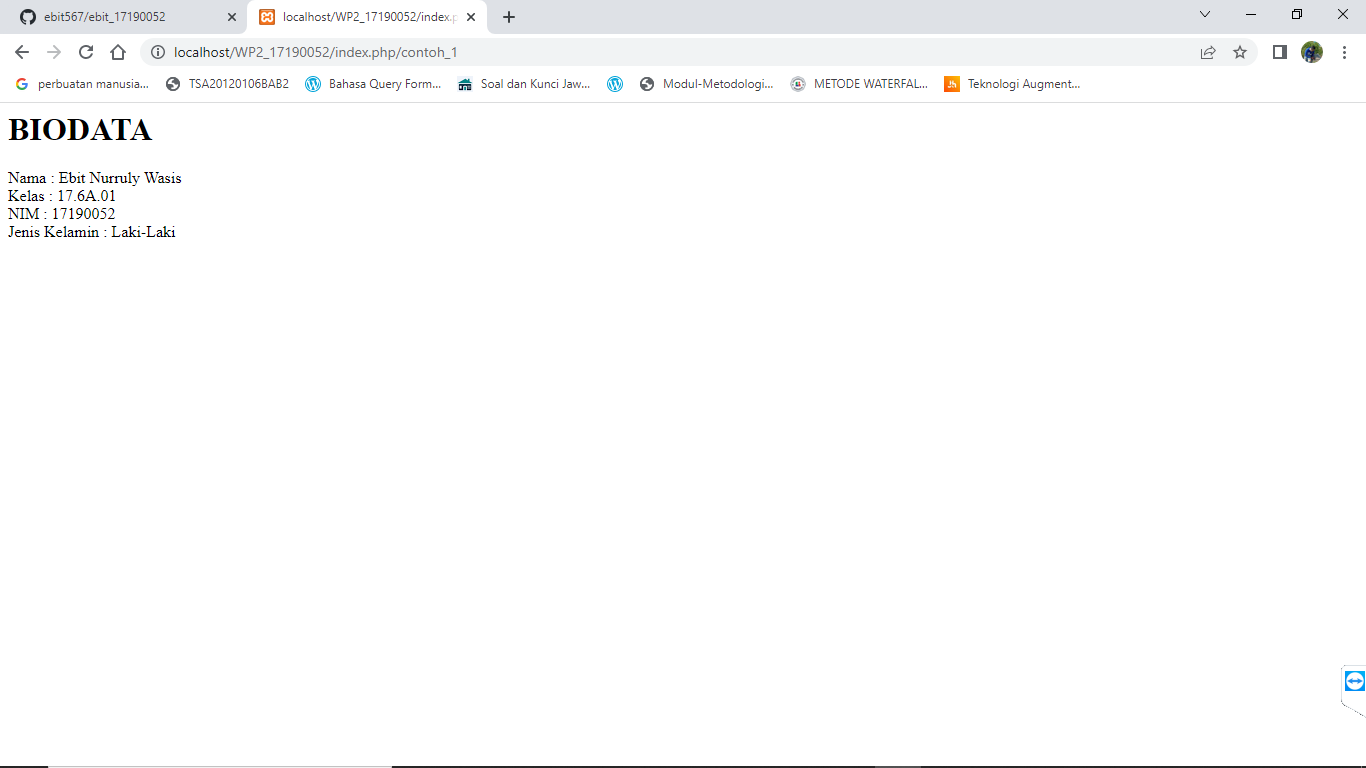 ebit567/ebit_17190052
localhost/WP2_17190052/index.p
localhost/WP2_17190052/index.php/contoh_1
perbuatan manusia... TSA20120106BAB2 Bahasa Query Form... Soal dan Kunci Jaw... Modul-Metodologi... METODE WATERFAL... Teknologi Augment...
BIODATA
Nama : Ebit Nurruly Wasis
Kelas : 17.6A.01
NIM : 17190052
Jenis Kelamin : Laki-Laki